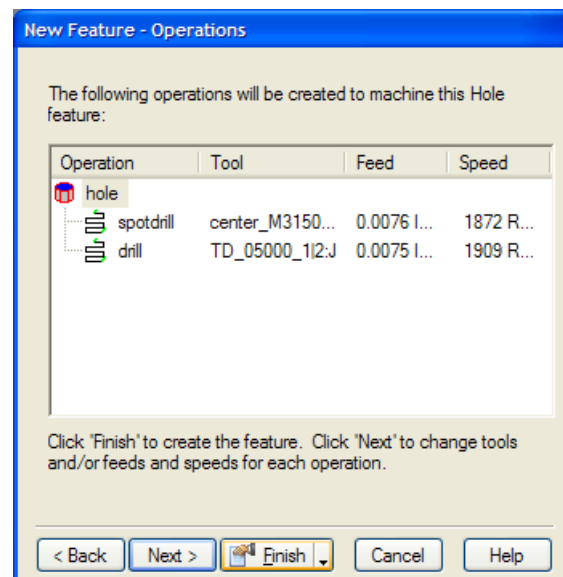 New Feature - Operations
The following operations will be created to machine this Hole
feature:
Operation Tool Feed Speed
hole
spotdrill center_M3150... 0.0076 I... 1872 R...
drill TD_05000_1|2:J 0.0075 I... 1909 R...
Click 'Finish' to create the feature. Click 'Next' to change tools
and/or feeds and speeds for each operation.
< Back Next > Finish Cancel Help